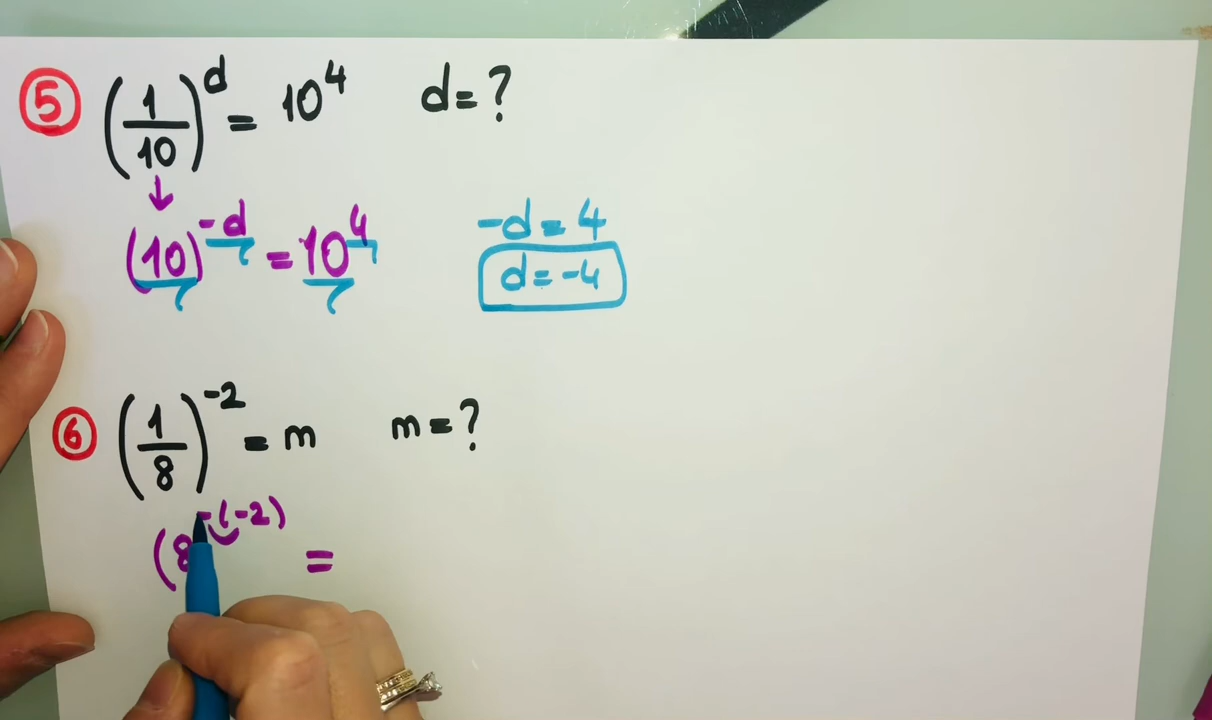 5 (1/10)^d = 10^4 d = ?
(10)^-d = 10^4 -d = 4
d = -4
6 (1/8)^-2 = m m = ?
(8^-(-2) =